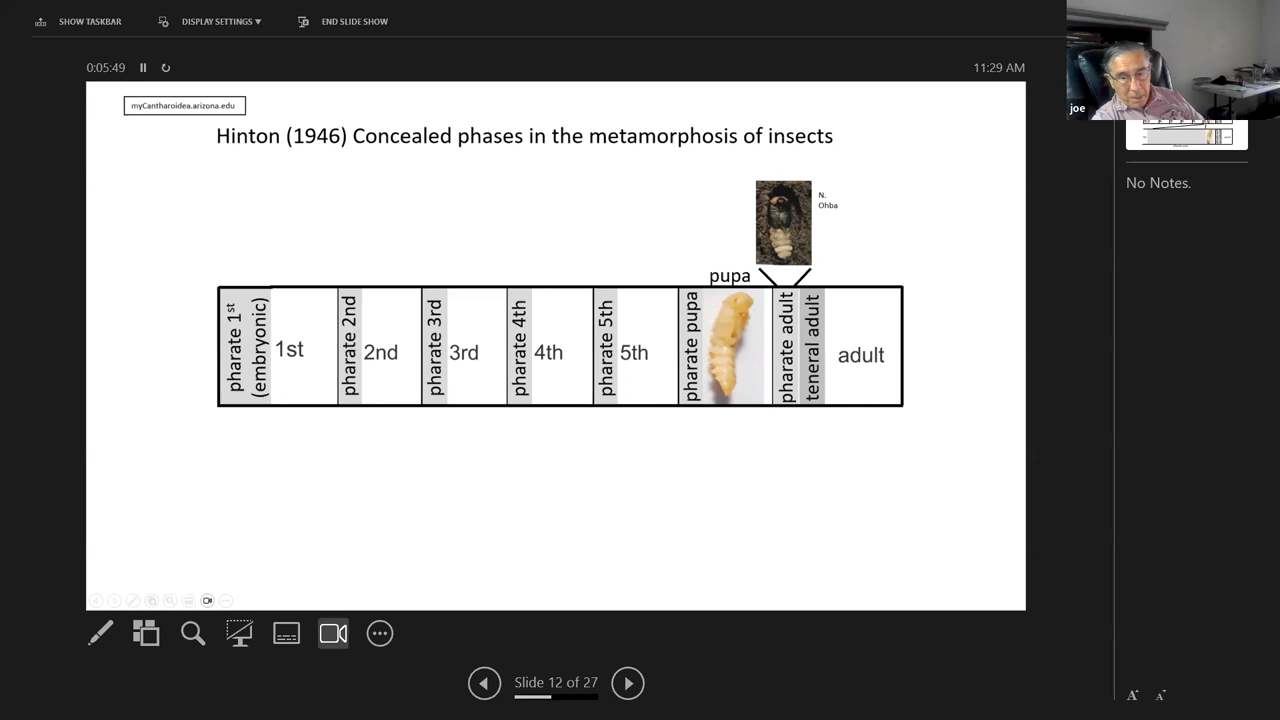 SHOW TASKBAR
DISPLAY SETTINGS
END SLIDE SHOW
0:05:49
11:29 AM
joe
myCantharoidea.arizona.edu
Hinton (1946) Concealed phases in the metamorphosis of insects
No Notes.
N.
Ohba
pupa
pharate 1st
(embryonic)
1st
pharate 2nd
2nd
pharate 3rd
3rd
pharate 4th
4th
pharate 5th
5th
pharate pupa
pharate adult
teneral adult
adult
Slide 12 of 27
A
A